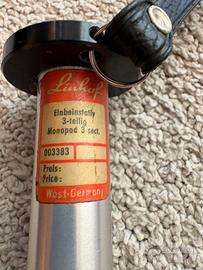 Linhof
Einbeinstativ
3-teilig
Monopod 3 sect.
003383
Preis:
Price:
West-Germany